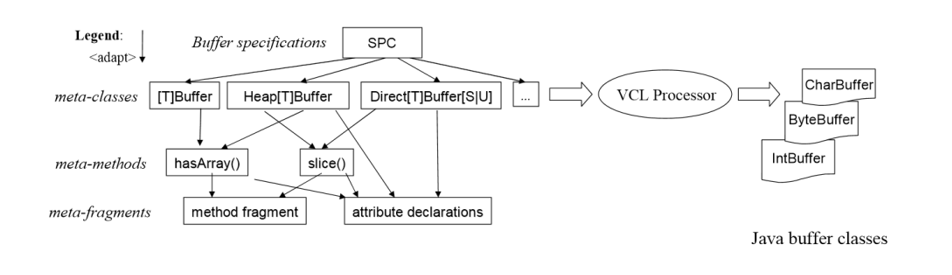 Legend:
<adapt>
Buffer specifications SPC
meta-classes [T]Buffer Heap[T]Buffer Direct[T]Buffer[S|U] ... VCL Processor CharBuffer
ByteBuffer
meta-methods hasArray() slice() IntBuffer
meta-fragments method fragment attribute declarations
Java buffer classes